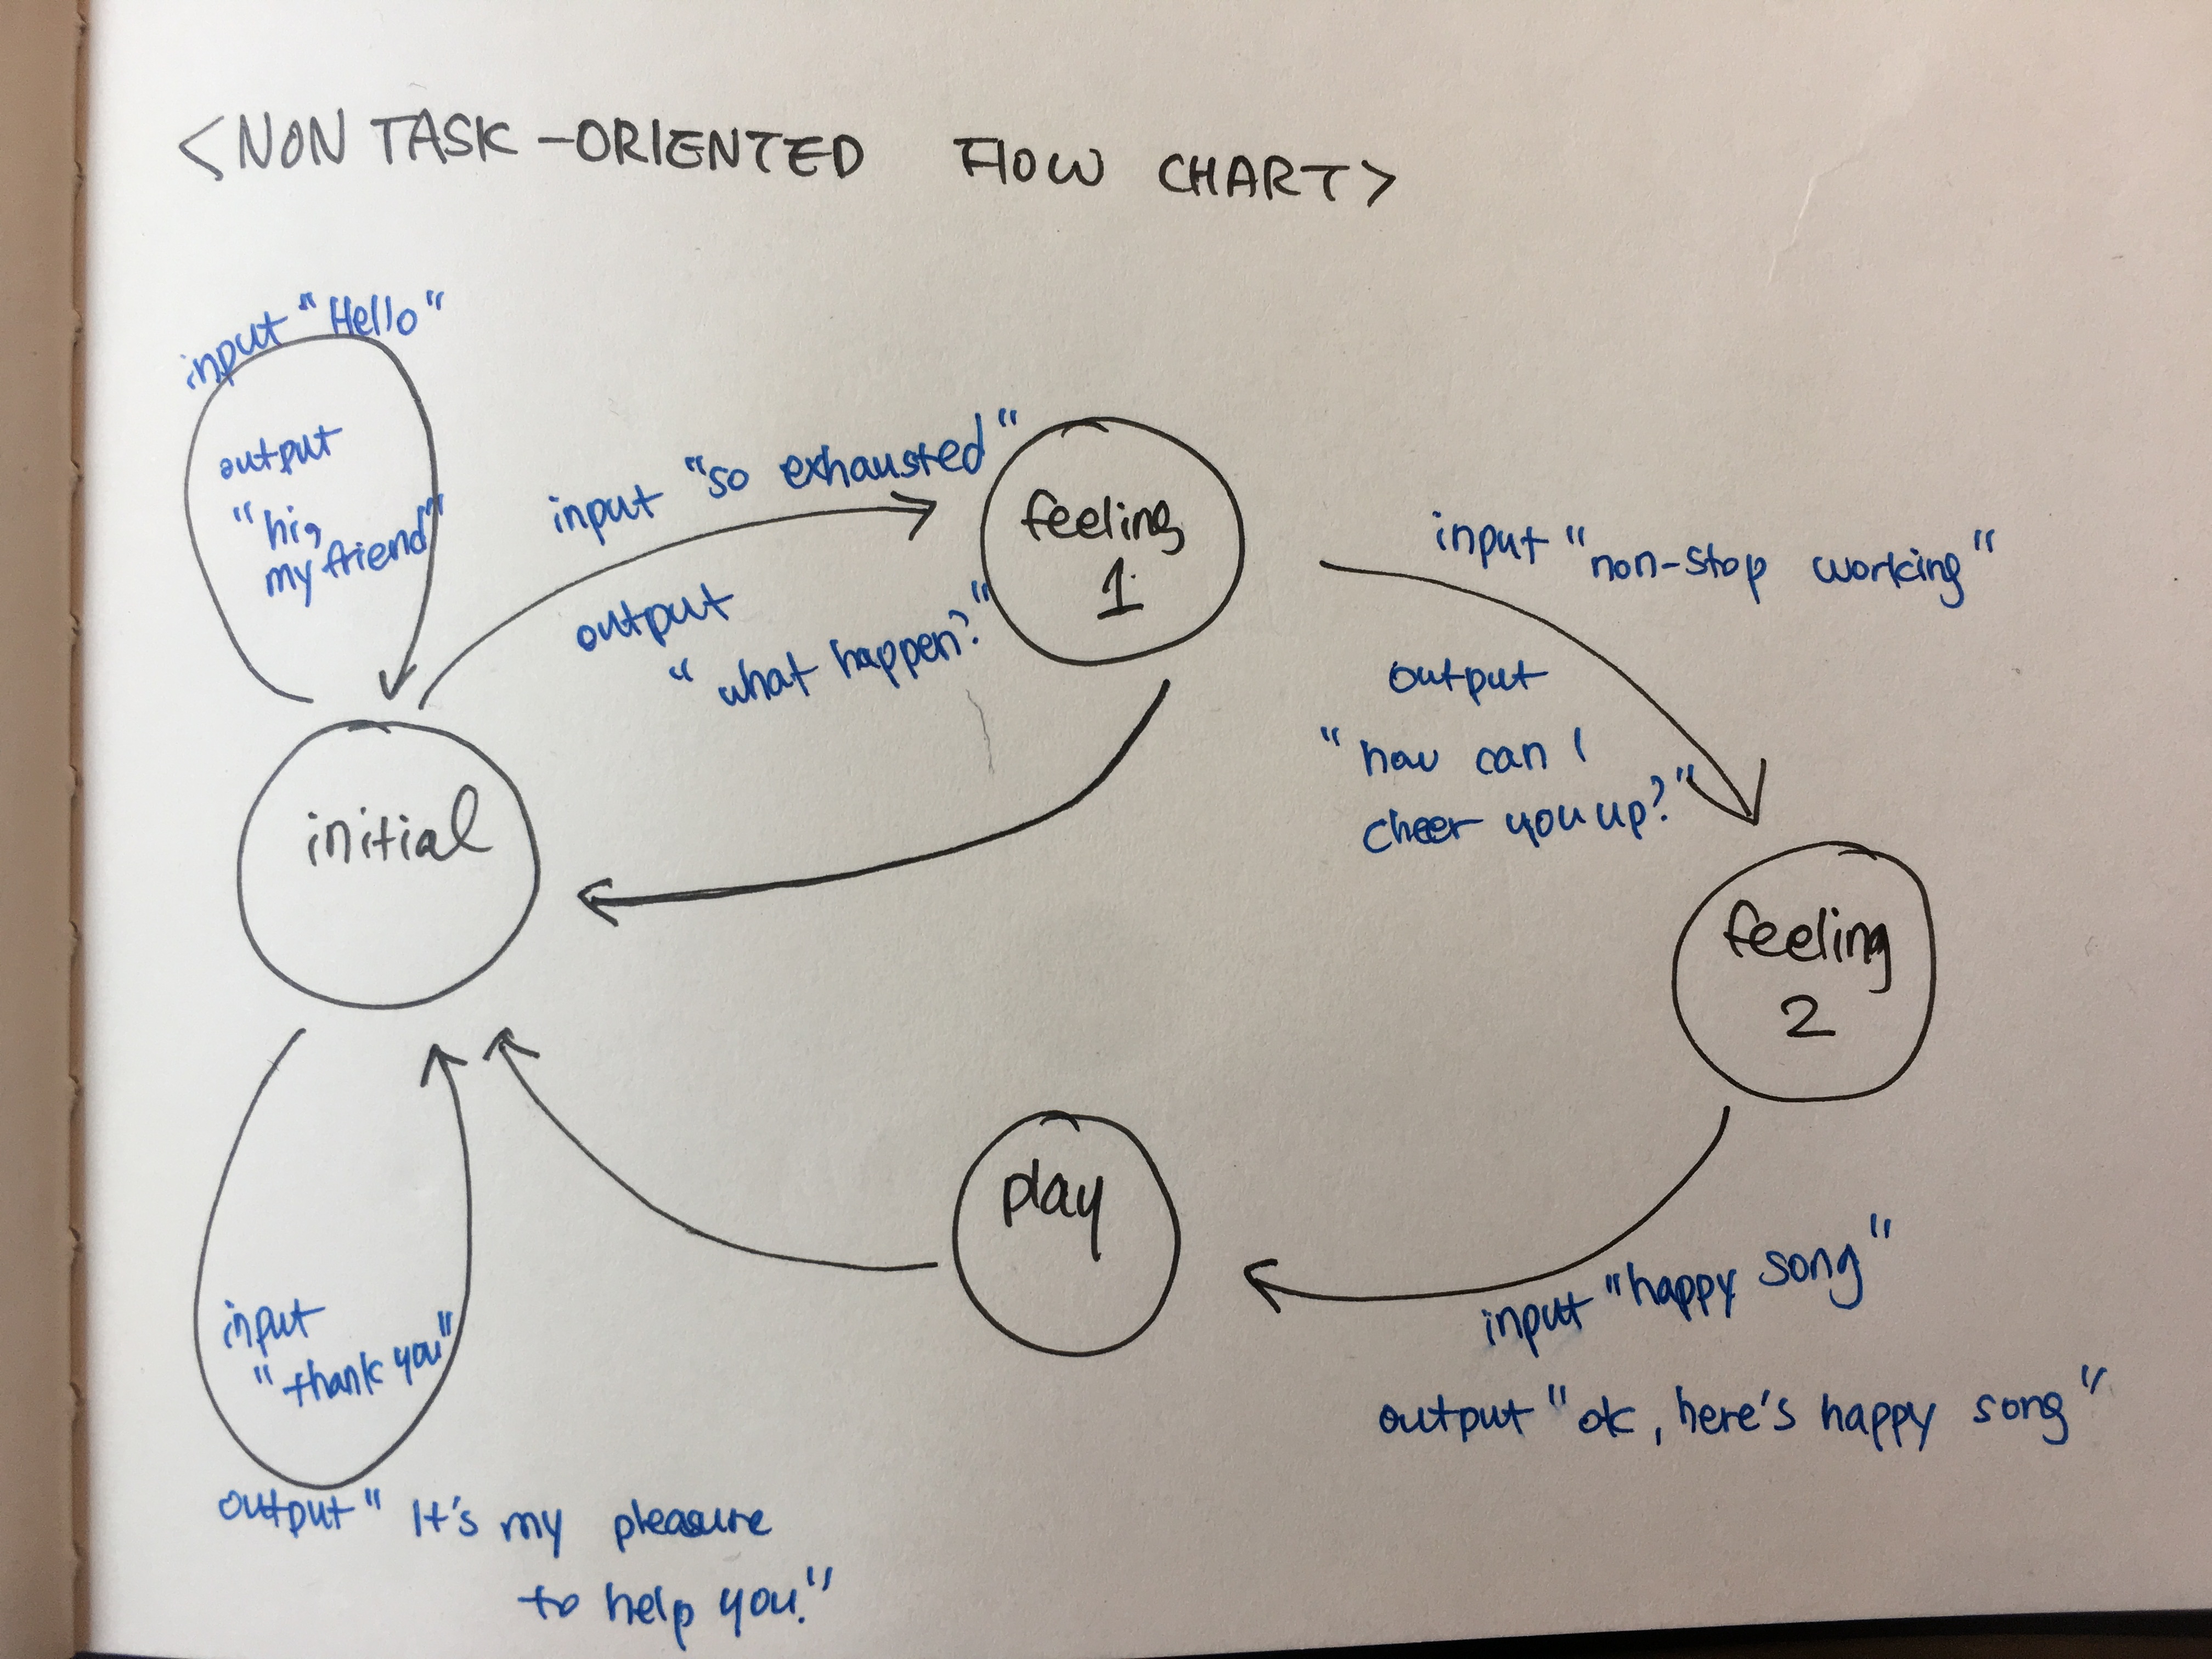 <NON TASK-ORIENTED FLOW CHART>
input "Hello"
output
"hi,
my friend"
input "so exhausted"
output
"what happen?"
feeling
1
input "non-stop working"
output
"how can I
cheer you up?"
initial
feeling
2
play
input "happy song"
output "ok, here's happy song"
input
"thank you"
output "It's my pleasure
to help you."